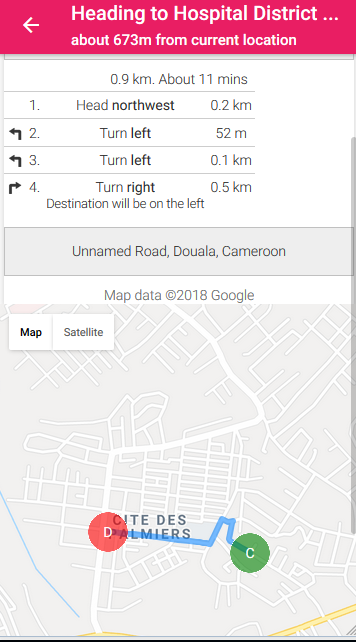 Heading to Hospital District ...
about 673m from current location
0.9 km. About 11 mins
1. Head northwest 0.2 km
2. Turn left 52 m
3. Turn left 0.1 km
4. Turn right 0.5 km
Destination will be on the left
Unnamed Road, Douala, Cameroon
Map data ©2018 Google
Map Satellite
CITE DES
PALMIERS
D
C